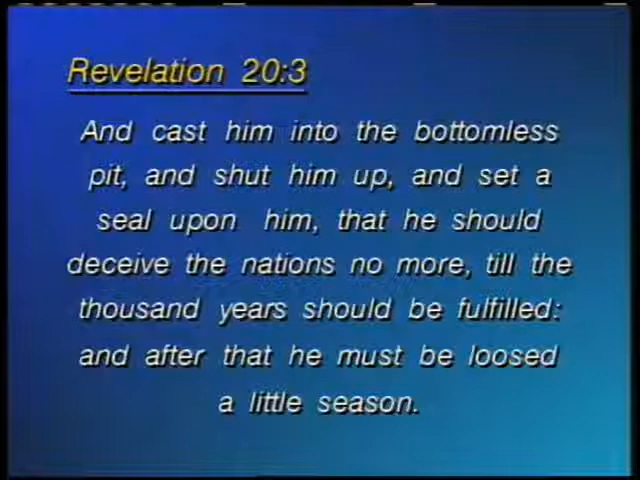 Revelation 20:3
And cast him into the bottomless
pit, and shut him up, and set a
seal upon him, that he should
deceive the nations no more, till the
thousand years should be fulfilled:
and after that he must be loosed
a little season.